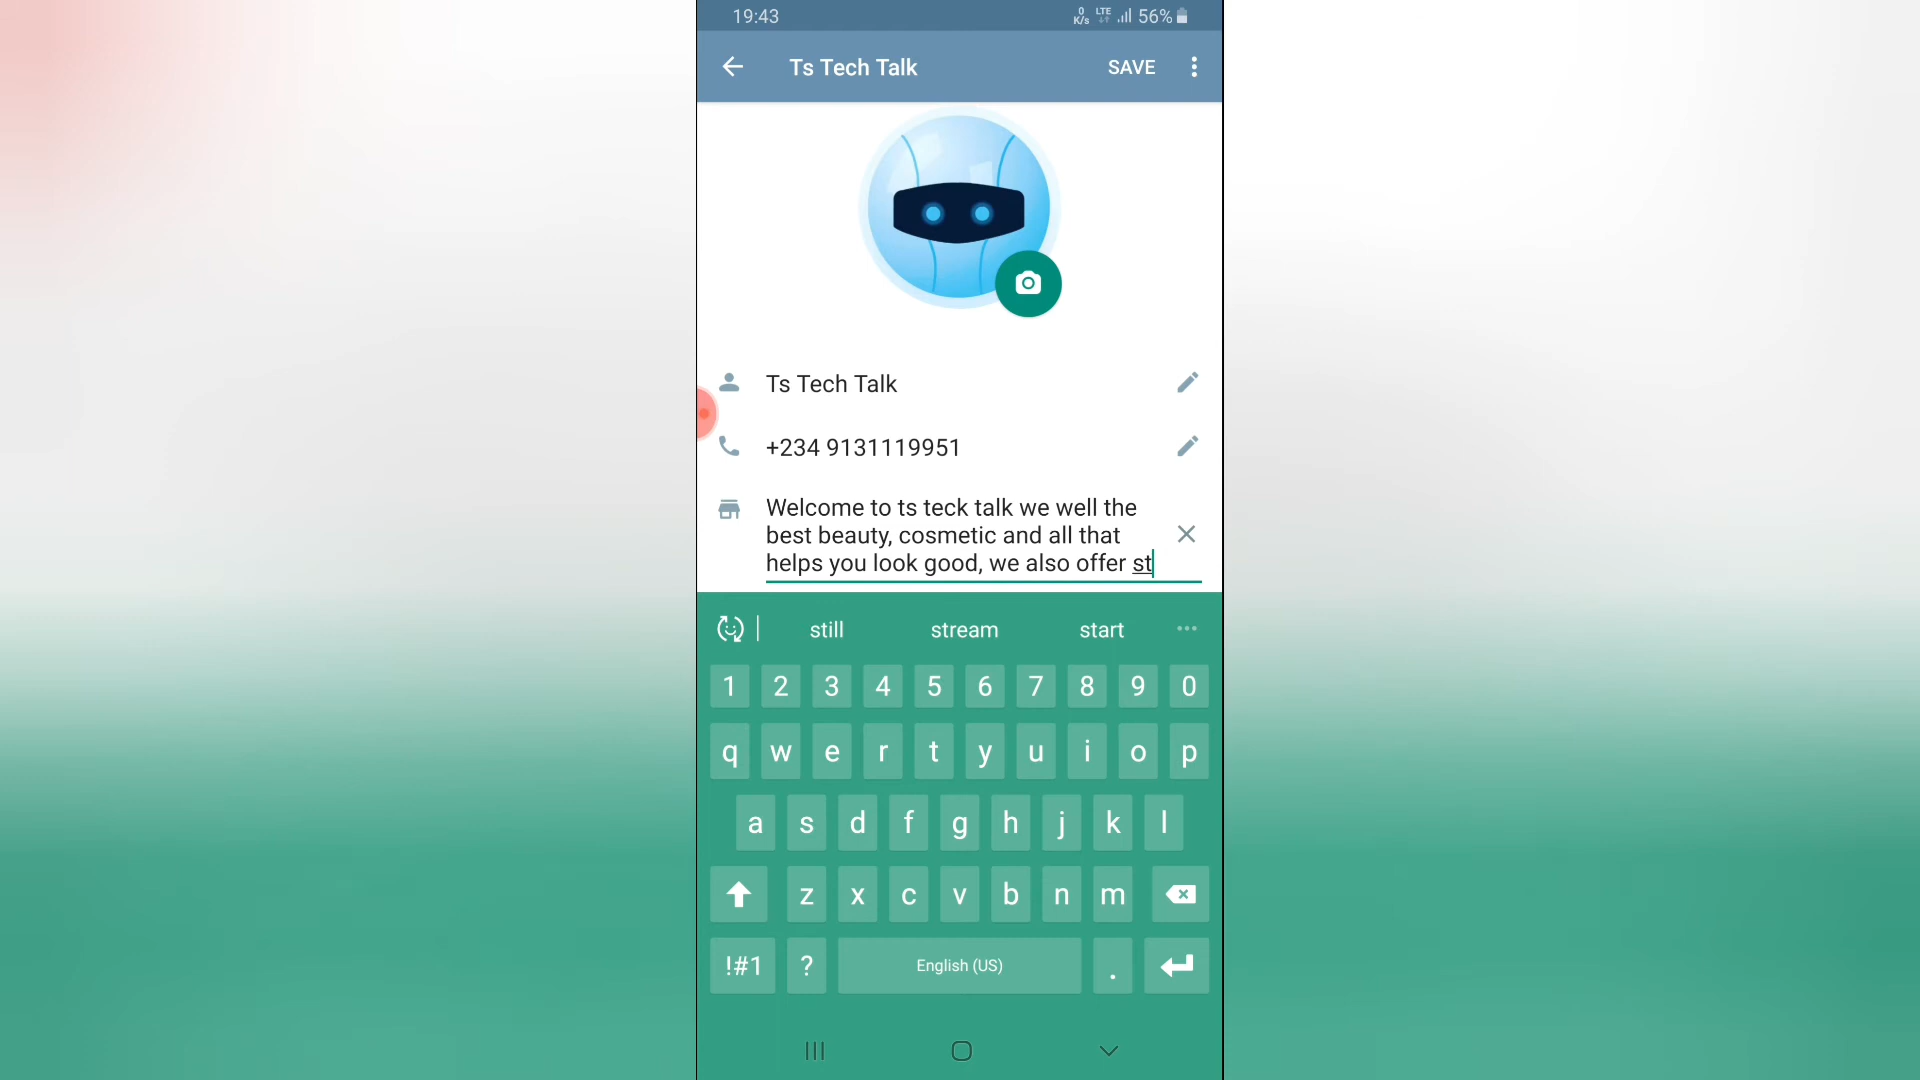 19:43
0 K/s LTE 56%
Ts Tech Talk SAVE
Ts Tech Talk
+234 9131119951
Welcome to ts teck talk we well the
best beauty, cosmetic and all that
helps you look good, we also offer st
still stream start
1 2 3 4 5 6 7 8 9 0
q w e r t y u i o p
a s d f g h j k l
z x c v b n m
!#1 ? English (US) .